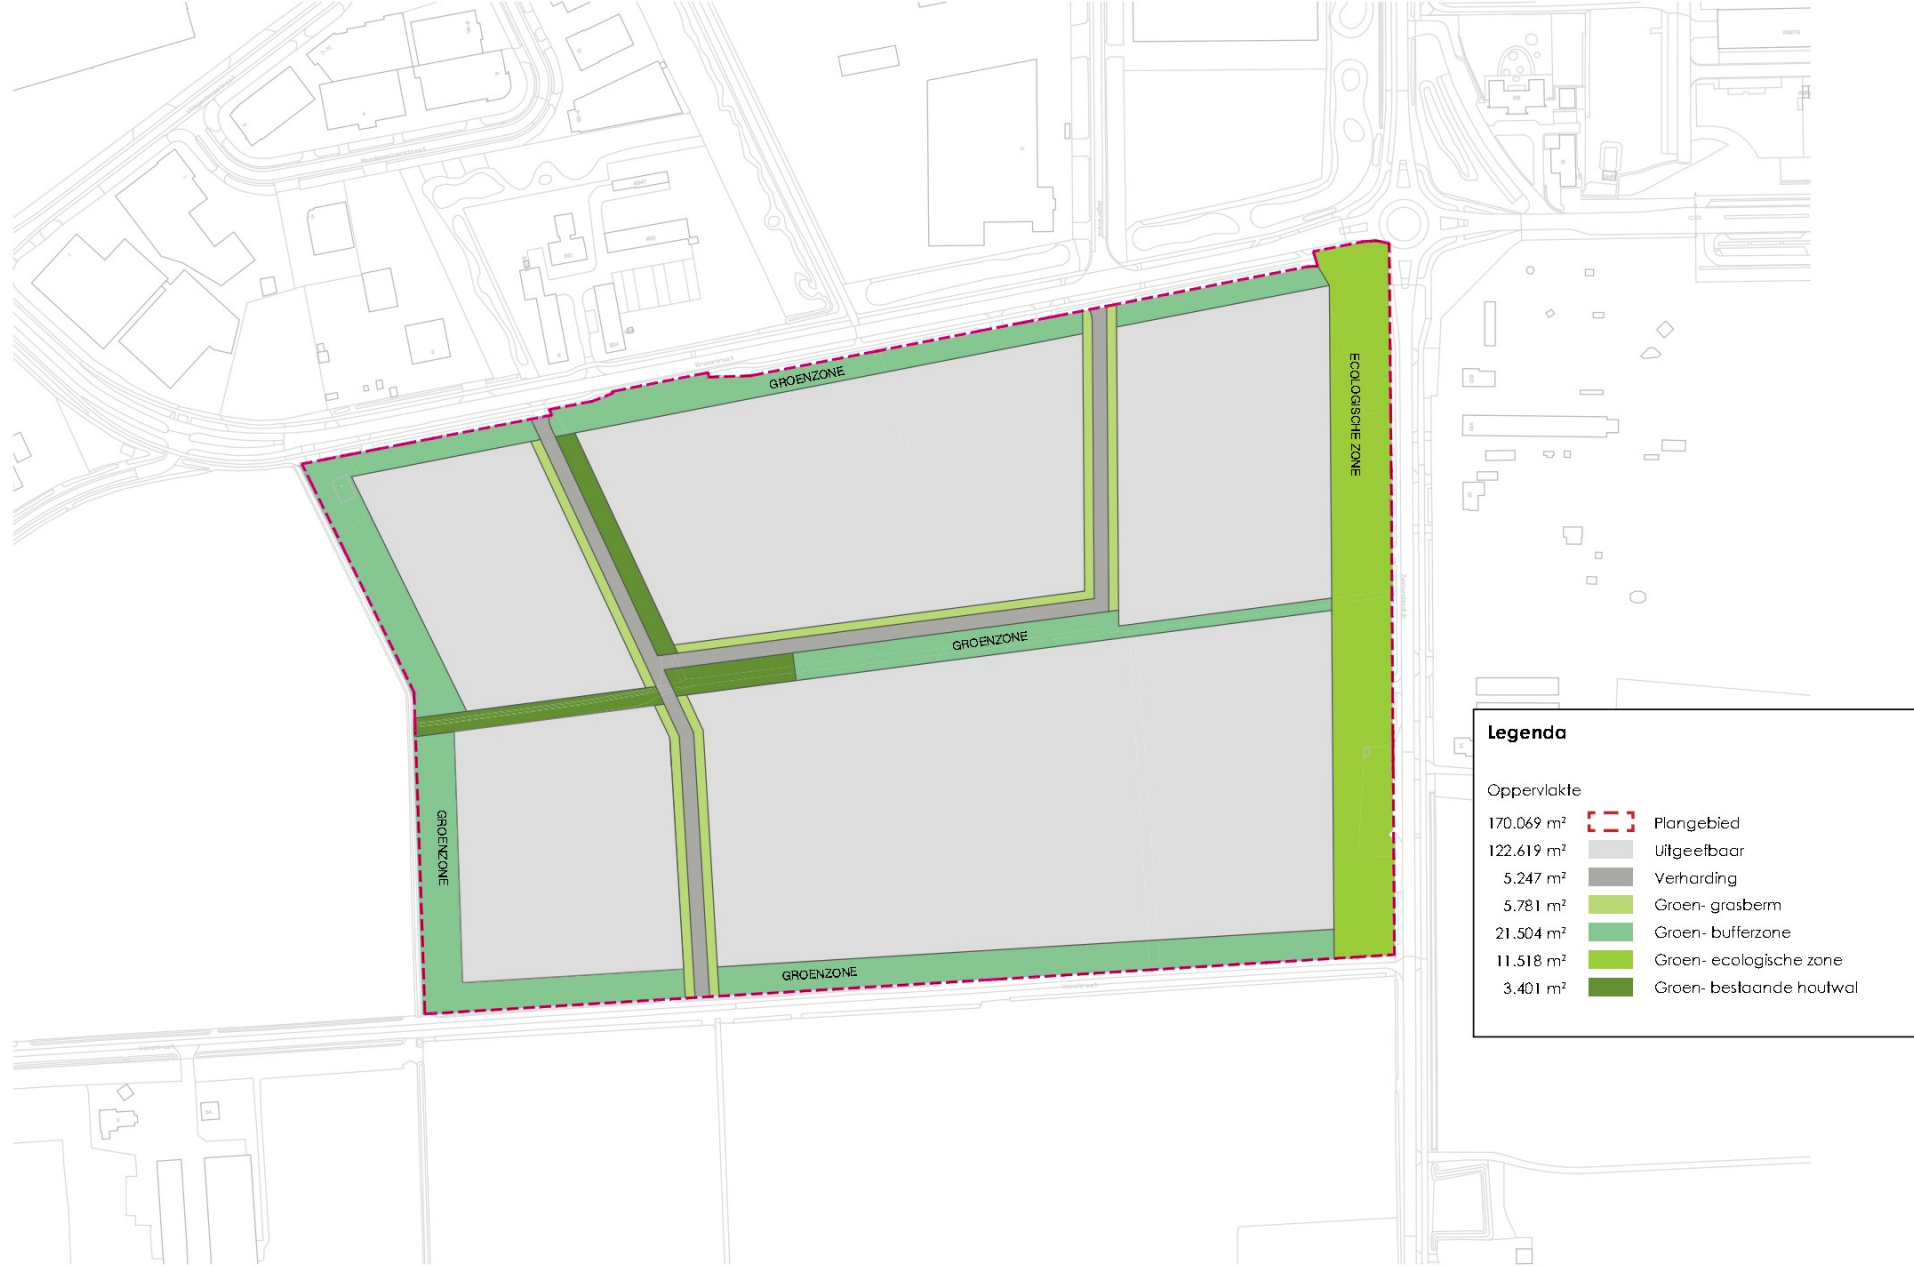 GROENZONE
ECOLOGISCHE ZONE
GROENZONE
GROENZONE
GROENZONE
Legenda
Oppervlakte
170.069 m² Plangebied
122.619 m² Uitgeefbaar
5.247 m² Verharding
5.781 m² Groen- grasberm
21.504 m² Groen- bufferzone
11.518 m² Groen- ecologische zone
3.401 m² Groen- bestaande houtwal